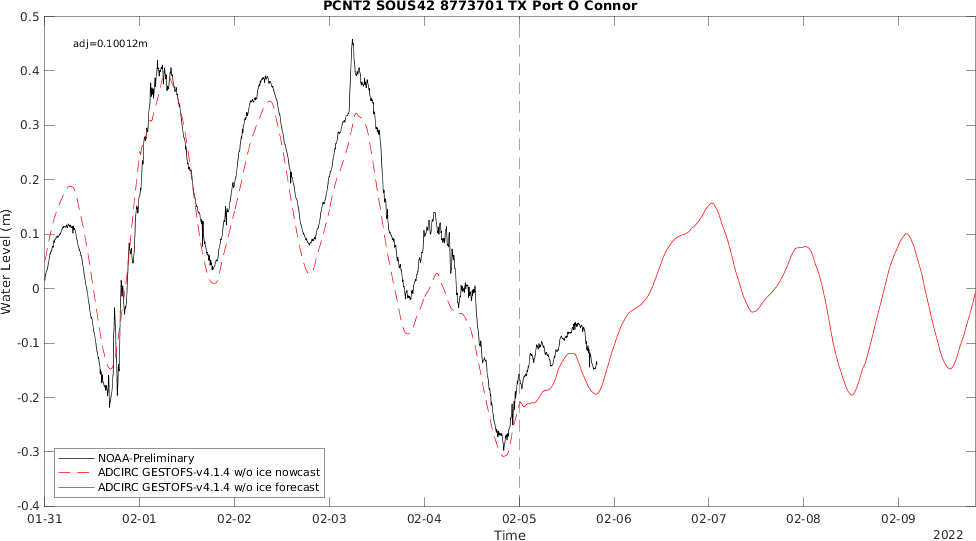 PCNT2 SOUS42 8773701 TX Port O Connor
adj=0.10012m
0.5
0.4
0.3
0.2
0.1
0
-0.1
-0.2
-0.3
-0.4
Water Level (m)
NOAA-Preliminary
ADCIRC GESTOFS-v4.1.4 w/o ice nowcast
ADCIRC GESTOFS-v4.1.4 w/o ice forecast
01-31 02-01 02-02 02-03 02-04 02-05 02-06 02-07 02-08 02-09
Time
2022